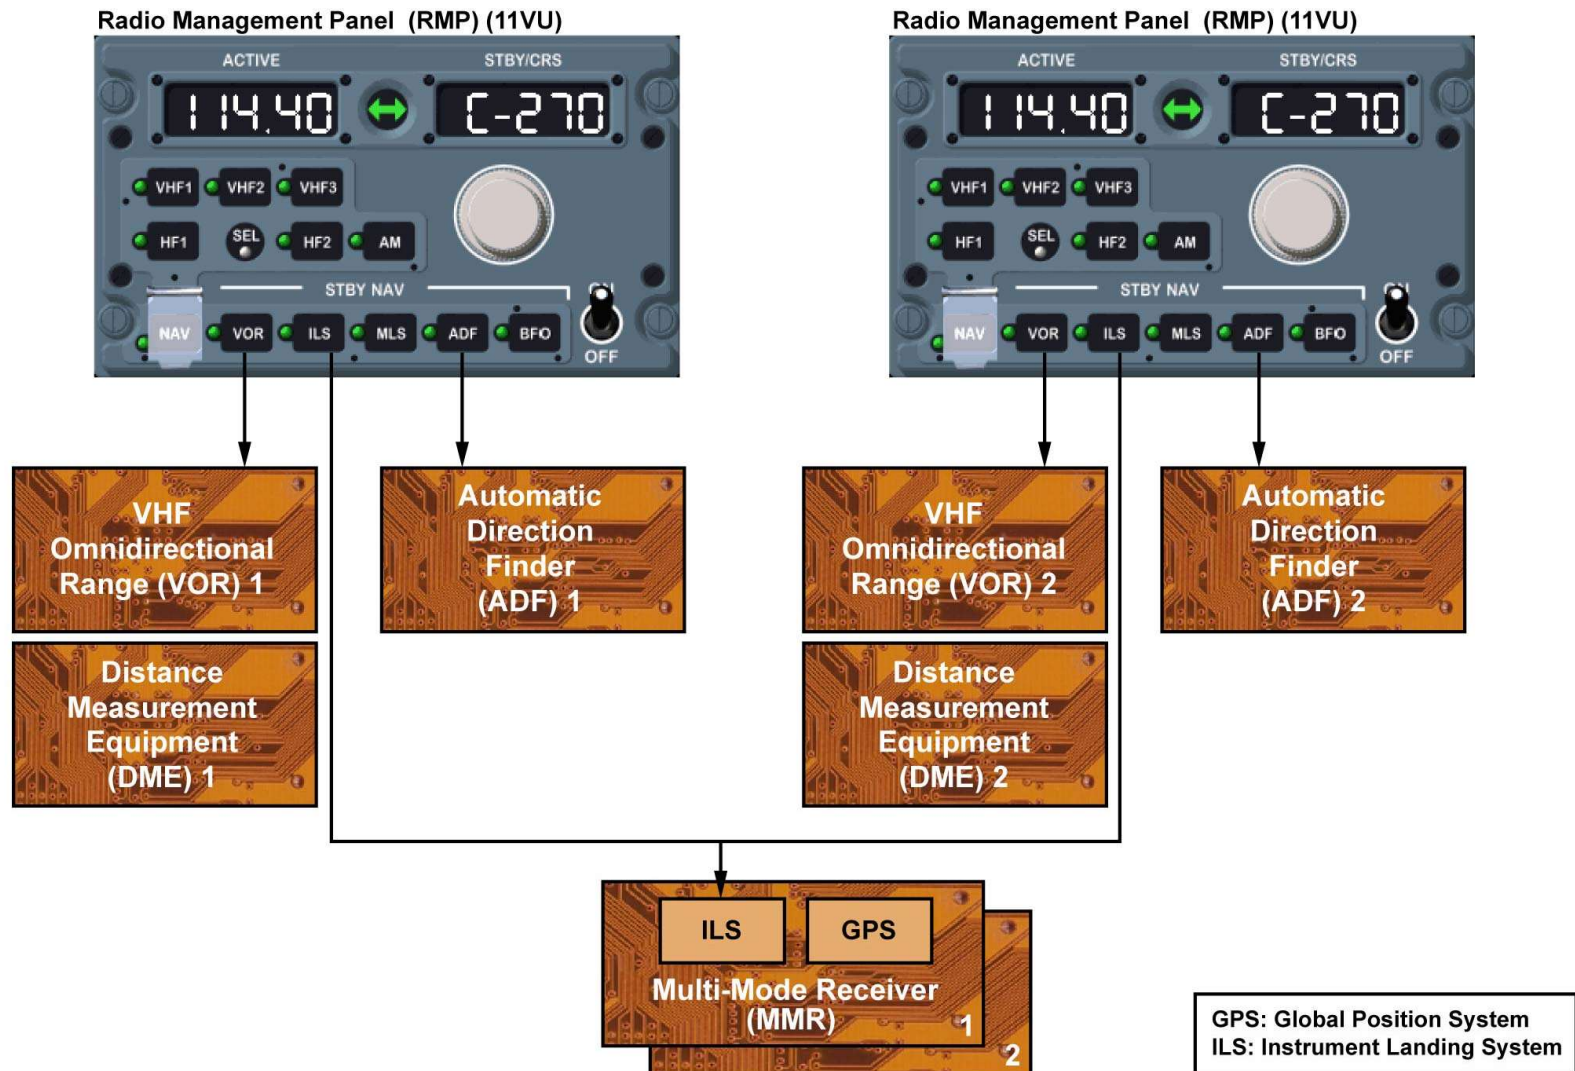 Radio Management Panel (RMP) (11VU)
ACTIVE
STBY/CRS
114.40
C-270
VHF1
VHF2
VHF3
HF1
SEL
HF2
AM
ON
STBY NAV
NAV
VOR
ILS
MLS
ADF
BFO
OFF
Radio Management Panel (RMP) (11VU)
ACTIVE
STBY/CRS
114.40
C-270
VHF1
VHF2
VHF3
HF1
SEL
HF2
AM
ON
STBY NAV
NAV
VOR
ILS
MLS
ADF
BFO
OFF
VHF
Omnidirectional
Range (VOR) 1
Automatic
Direction
Finder
(ADF) 1
VHF
Omnidirectional
Range (VOR) 2
Automatic
Direction
Finder
(ADF) 2
Distance
Measurement
Equipment
(DME) 1
Distance
Measurement
Equipment
(DME) 2
ILS
GPS
Multi-Mode Receiver
(MMR)
1
2
GPS: Global Position System
ILS: Instrument Landing System